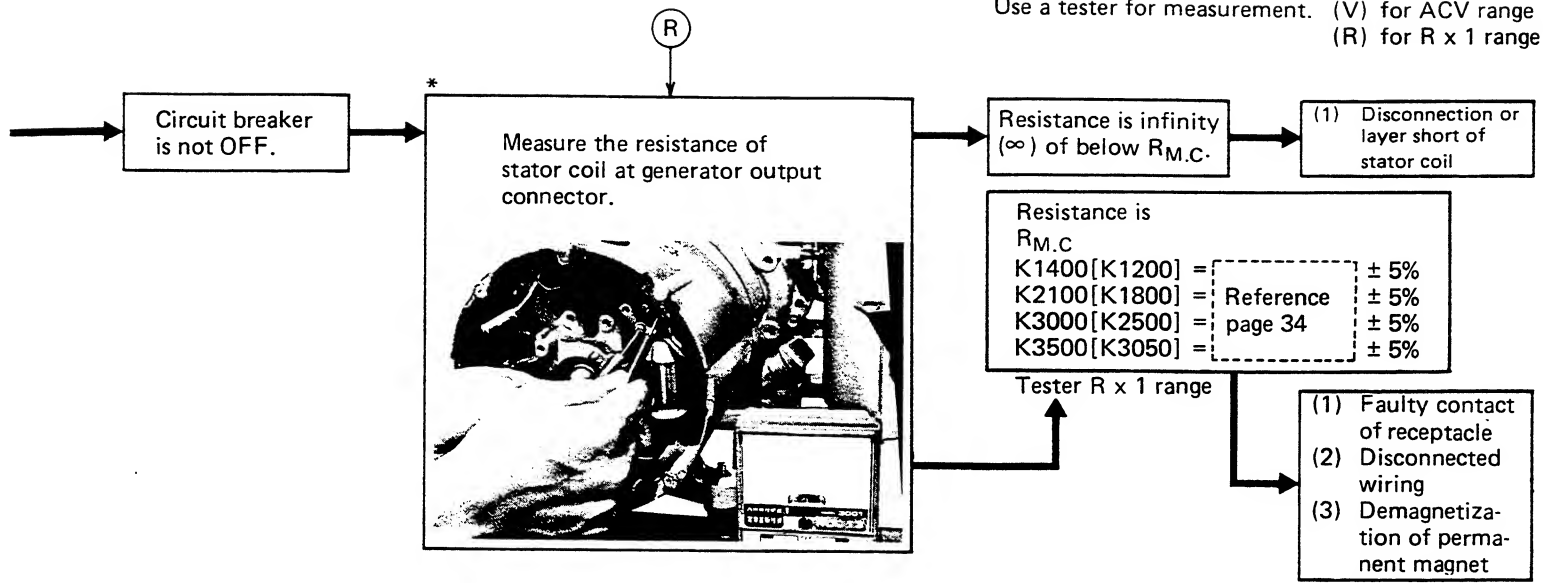 Use a tester for measurement. (V) for ACV range
(R) for R x 1 range
R
*
Circuit breaker
is not OFF.
Measure the resistance of
stator coil at generator output
connector.
Resistance is infinity
(∞) of below RM.C.
(1) Disconnection or
layer short of
stator coil
Resistance is
RM.C
K1400[K1200] = ± 5%
K2100[K1800] = Reference ± 5%
K3000[K2500] = page 34 ± 5%
K3500[K3050] = ± 5%
Tester R x 1 range
(1) Faulty contact
of receptacle
(2) Disconnected
wiring
(3) Demagnetiza-
tion of perma-
nent magnet